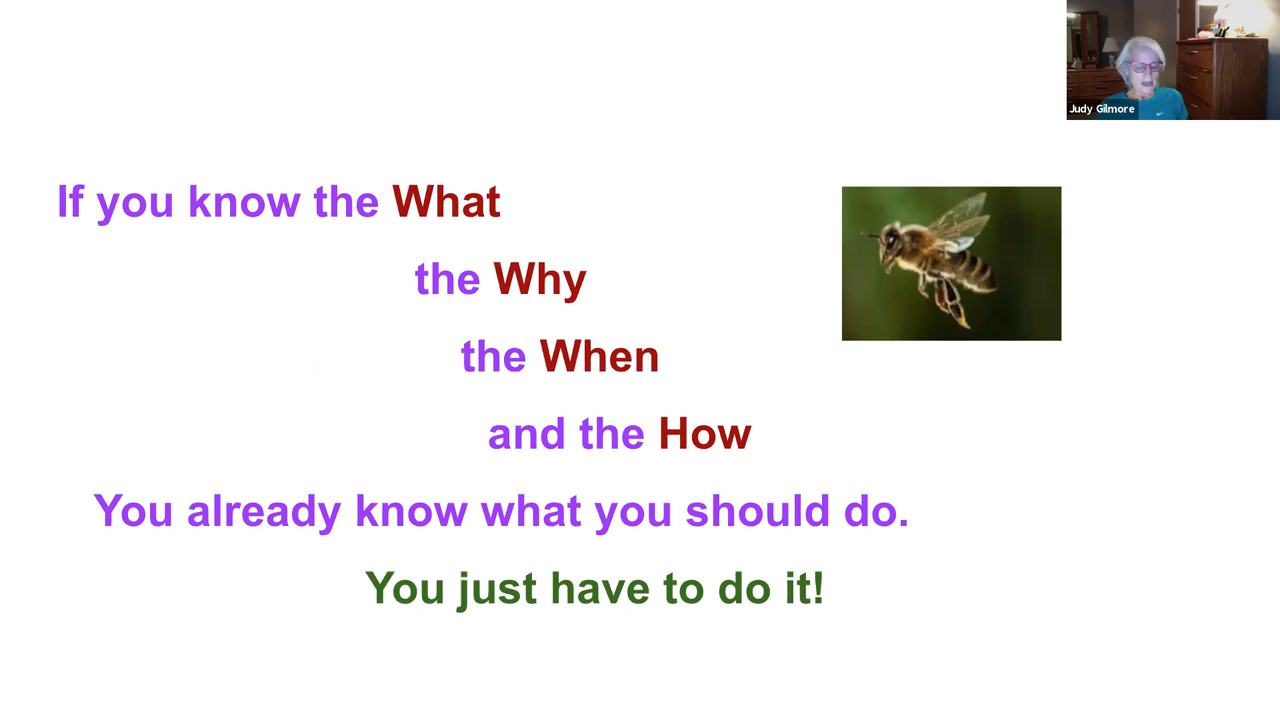 Judy Gilmore
If you know the What
the Why
the When
and the How
You already know what you should do.
You just have to do it!